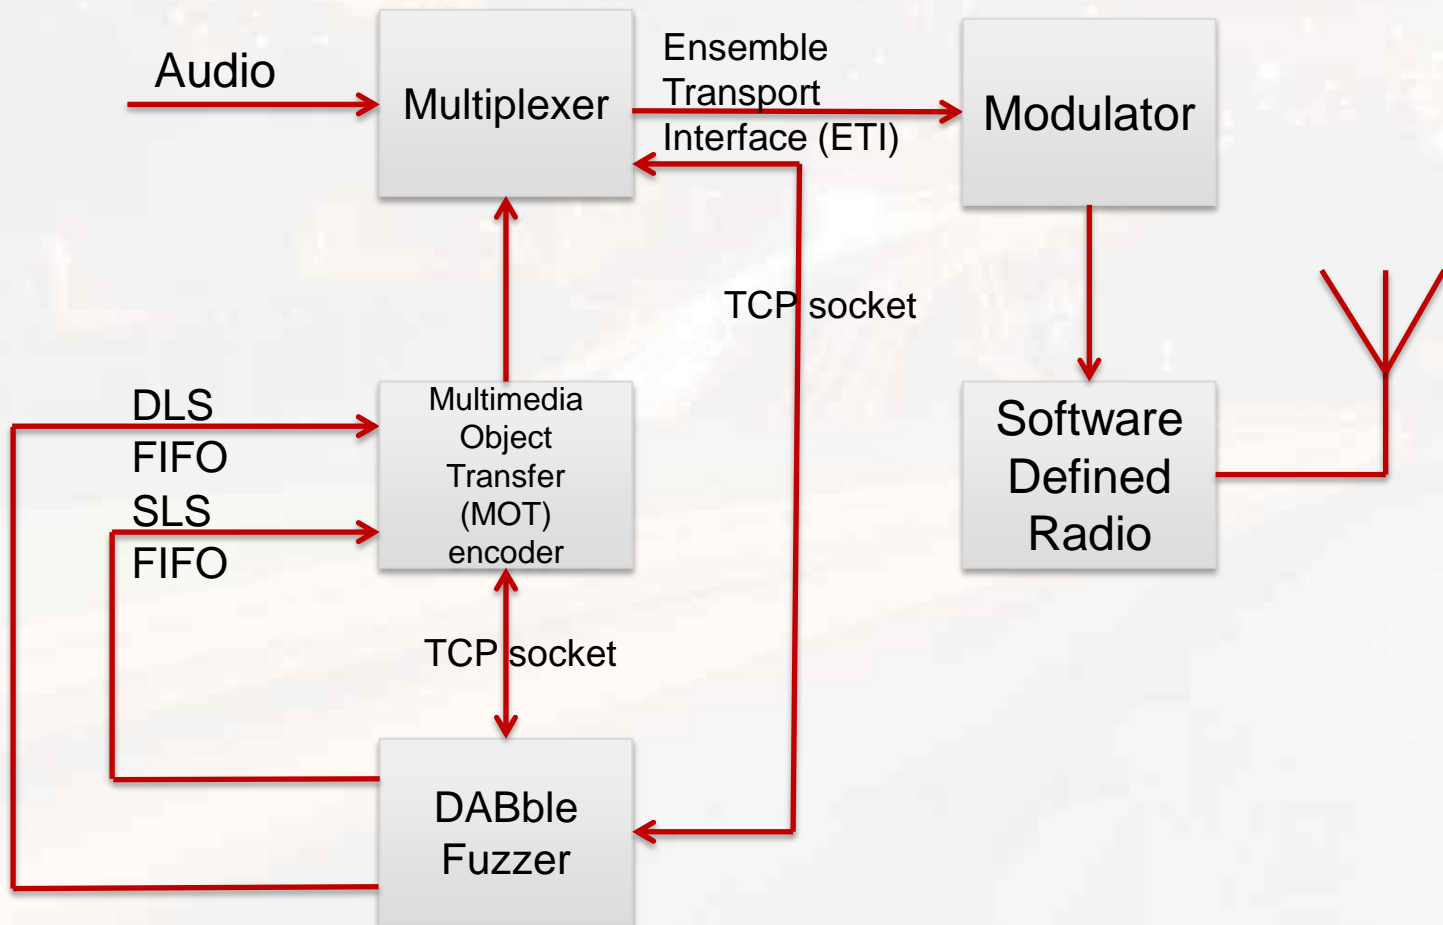 Audio
Multiplexer
Ensemble
Transport
Interface (ETI)
Modulator
TCP socket
DLS
FIFO
SLS
FIFO
Multimedia
Object
Transfer
(MOT)
encoder
Software
Defined
Radio
TCP socket
DABble
Fuzzer